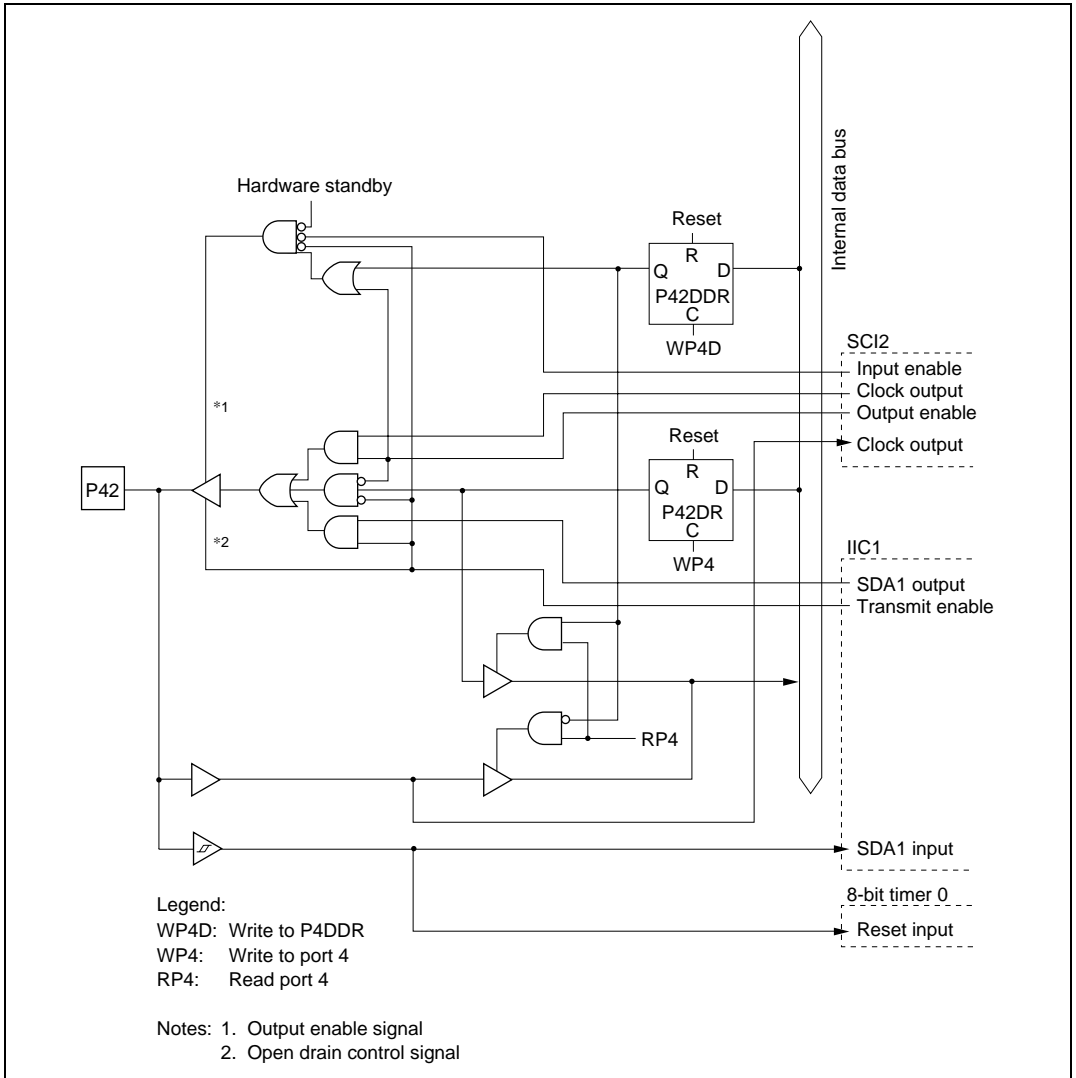 Hardware standby
Reset
R
Q D
P42DDR
C
WP4D
Internal data bus
SCI2
Input enable
Clock output
Output enable
Clock output
*1
Reset
R
Q D
P42DR
C
WP4
P42
*2
IIC1
SDA1 output
Transmit enable
RP4
SDA1 input
8-bit timer 0
Reset input
Legend:
WP4D: Write to P4DDR
WP4: Write to port 4
RP4: Read port 4
Notes: 1. Output enable signal
2. Open drain control signal